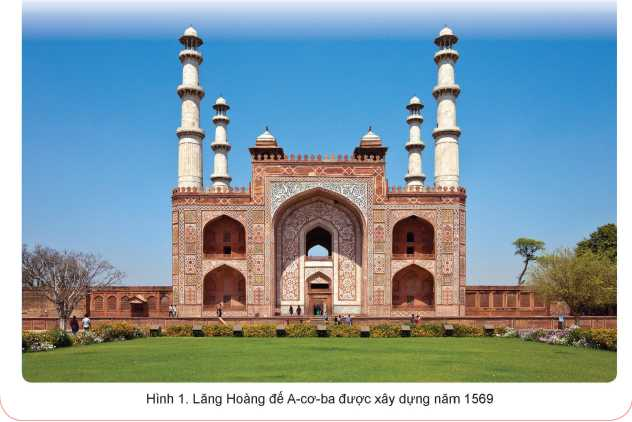 Hình 1. Lăng Hoàng đế A-cơ-ba được xây dựng năm 1569